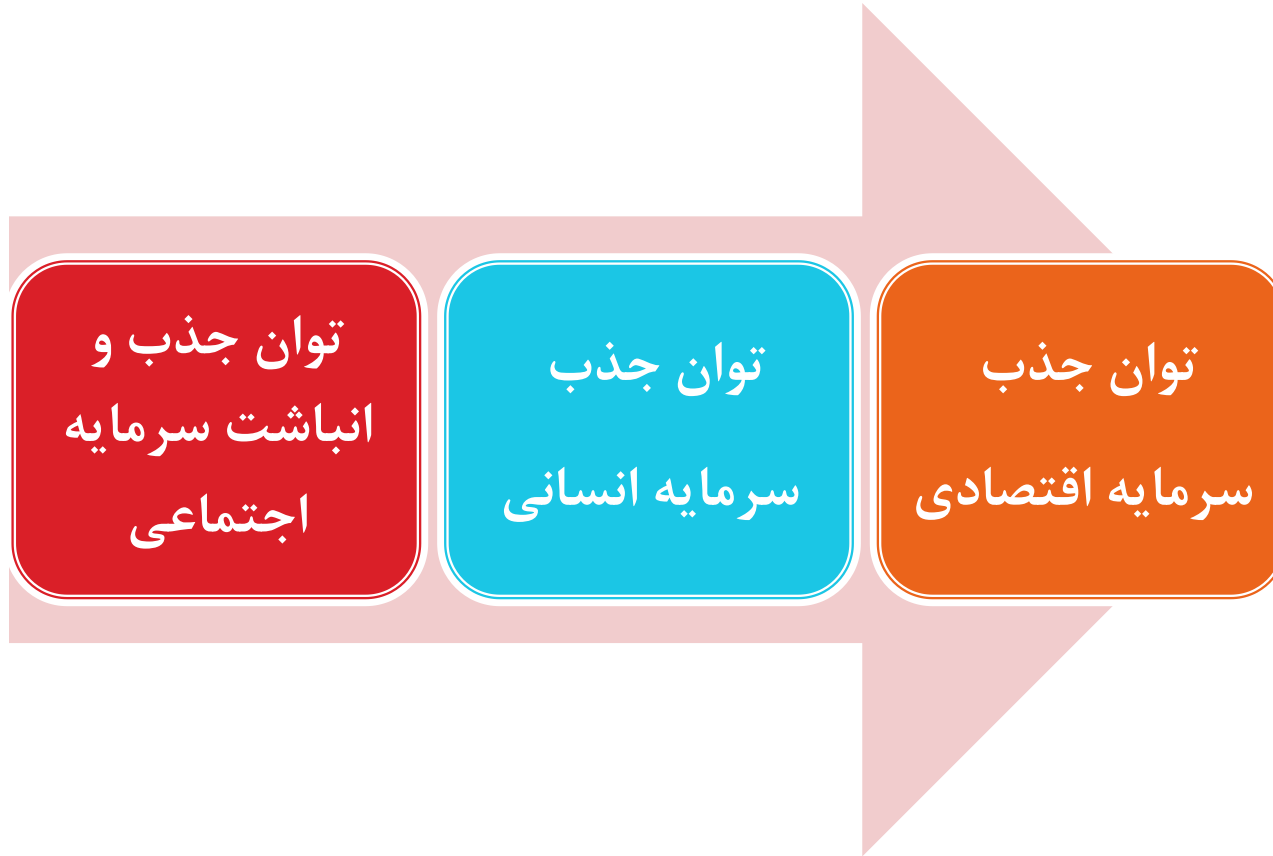 توان جذب و
انباشت سرمایه
اجتماعی
توان جذب
سرمایه انسانی
توان جذب
سرمایه اقتصادی